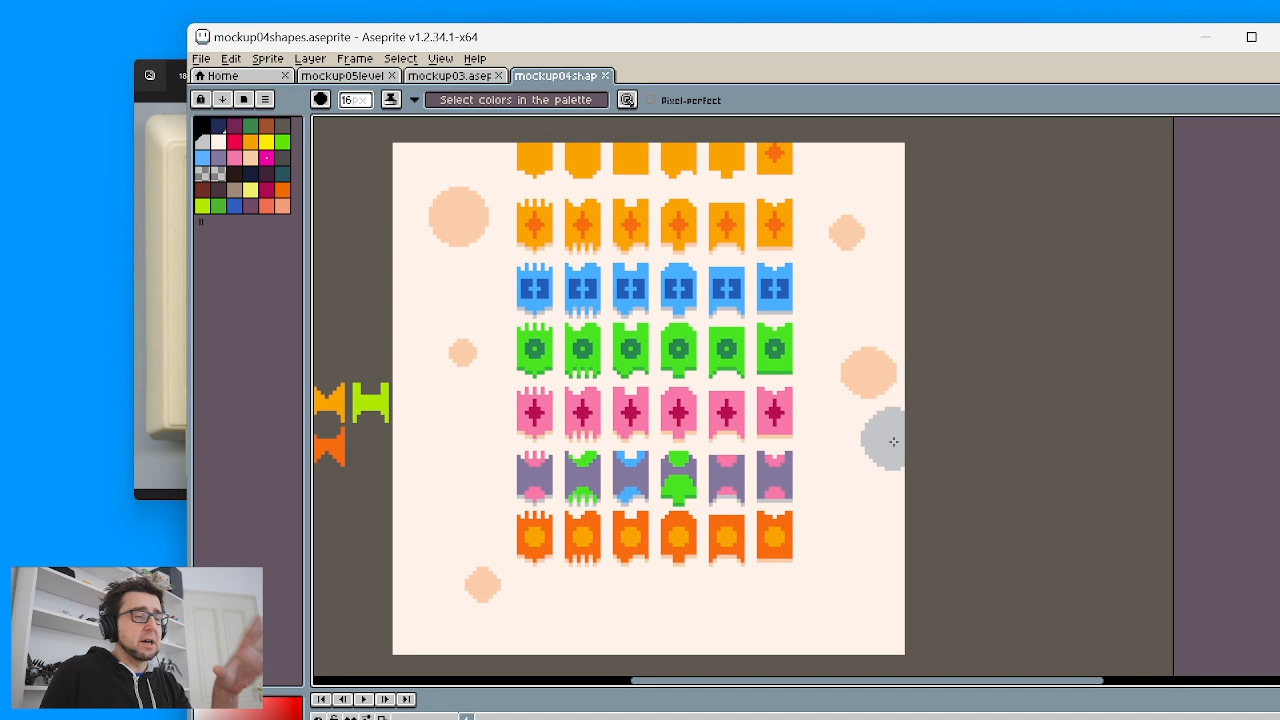 mockup04shapes.aseprite - Aseprite v1.2.34.1-x64
File Edit Sprite Layer Frame Select View Help
Home mockup05level mockup03.asep mockup04shap
18
16px Select colors in the palette Pixel-perfect